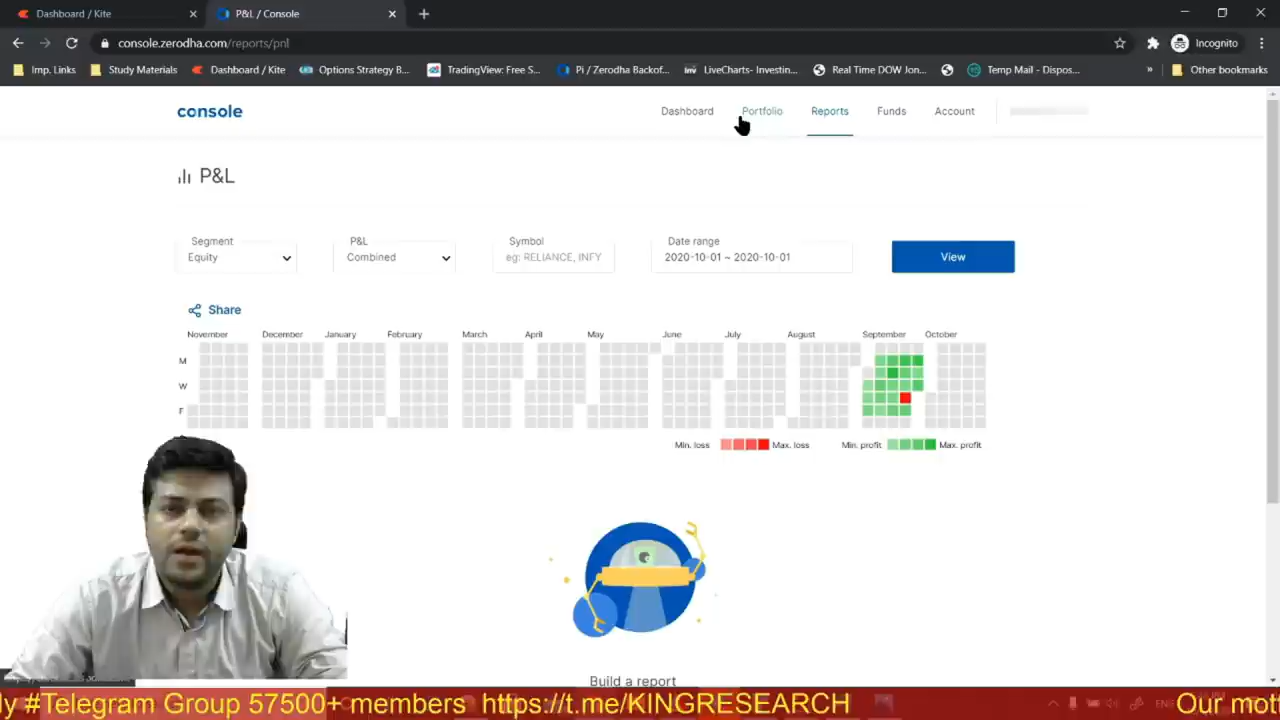 Dashboard / Kite
P&L / Console
console.zerodha.com/reports/pnl
Incognito
Imp. Links
Study Materials
Dashboard / Kite
Options Strategy B...
TradingView: Free S...
Pi / Zerodha Backof...
inv LiveCharts- Investin...
Real Time DOW Jon...
Temp Mail - Dispos...
»
Other bookmarks
console
Dashboard
Portfolio
Reports
Funds
Account
P&L
Segment
Equity
P&L
Combined
Symbol
eg: RELIANCE, INFY
Date range
2020-10-01 ~ 2020-10-01
View
Share
November December January February March April May June July August September October
M
W
F
Min. loss Max. loss Min. profit Max. profit
Build a report
ly #Telegram Group 57500+ members https://t.me/KINGRESEARCH Our mot